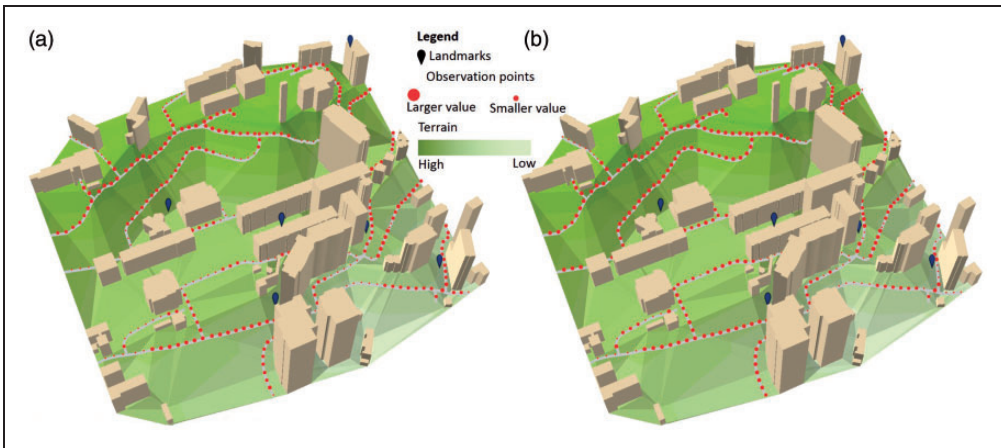 (a)
Legend
Landmarks
Observation points
Larger value Smaller value
Terrain
High Low
(b)